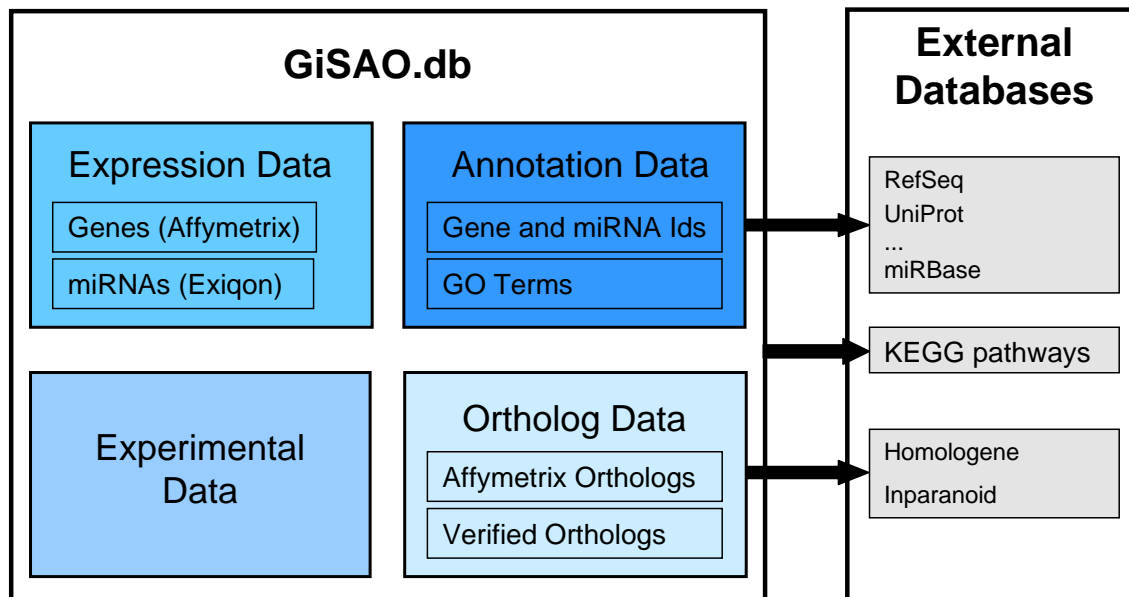 GiSAO.db
Expression Data
Genes (Affymetrix)
miRNAs (Exiqon)
Annotation Data
Gene and miRNA Ids
GO Terms
Experimental
Data
Ortholog Data
Affymetrix Orthologs
Verified Orthologs
External
Databases
RefSeq
UniProt
...
miRBase
KEGG pathways
Homologene
Inparanoid